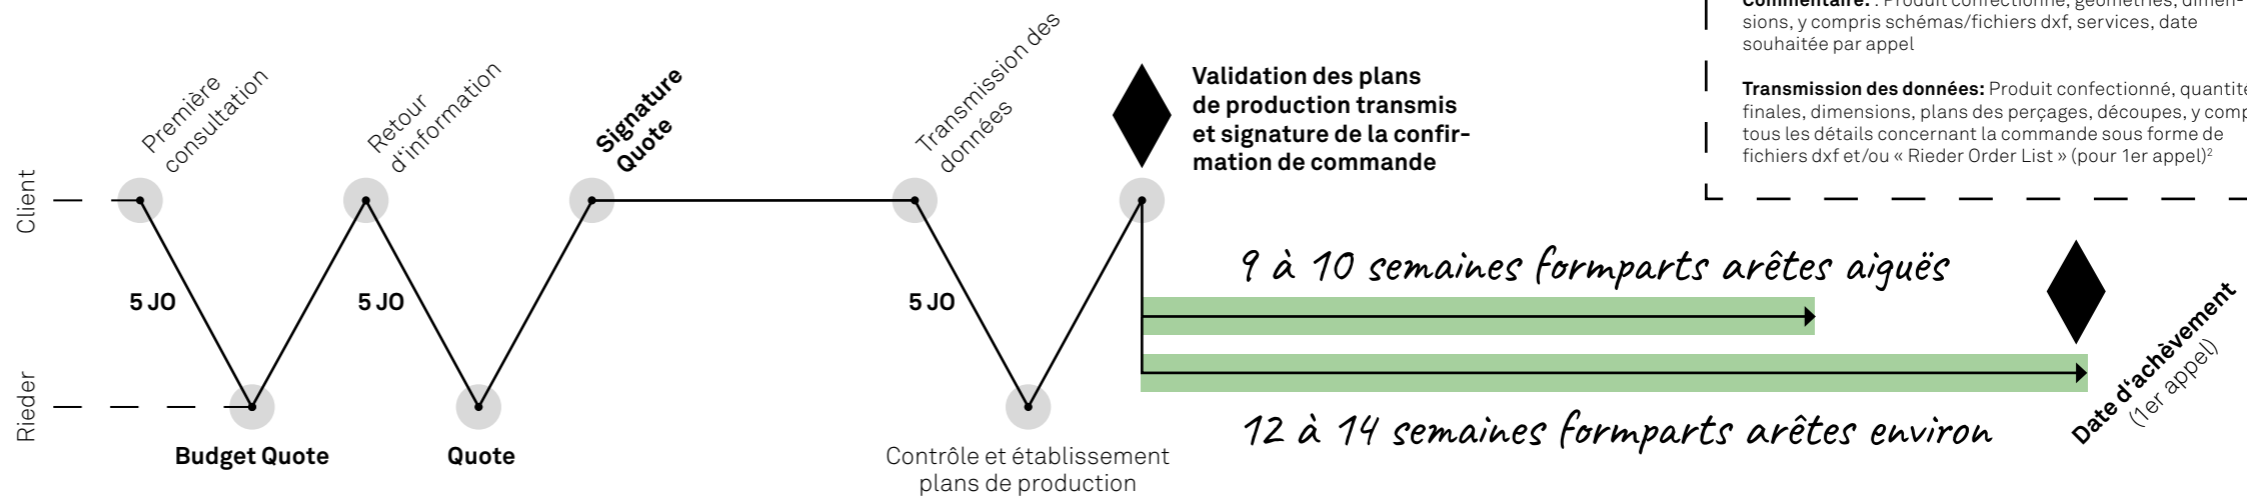 Commentaire: : Produit confectionné, géométries, dimen-
sions, y compris schémas/fichiers dxf, services, date
souhaitée par appel
Transmission des données: Produit confectionné, quantité
finales, dimensions, plans des perçages, découpes, y comp
tous les détails concernant la commande sous forme de
fichiers dxf et/ou « Rieder Order List » (pour 1er appel)²
Première
consultation
Retour
d'information
Signature
Quote
Transmission des
données
Validation des plans
de production transmis
et signature de la confir-
mation de commande
Client
5 JO
5 JO
5 JO
9 à 10 semaines formparts arêtes aiguës
12 à 14 semaines formparts arêtes environ
Rieder
Budget Quote
Quote
Contrôle et établissement
plans de production
Date d'achèvement
(1er appel)